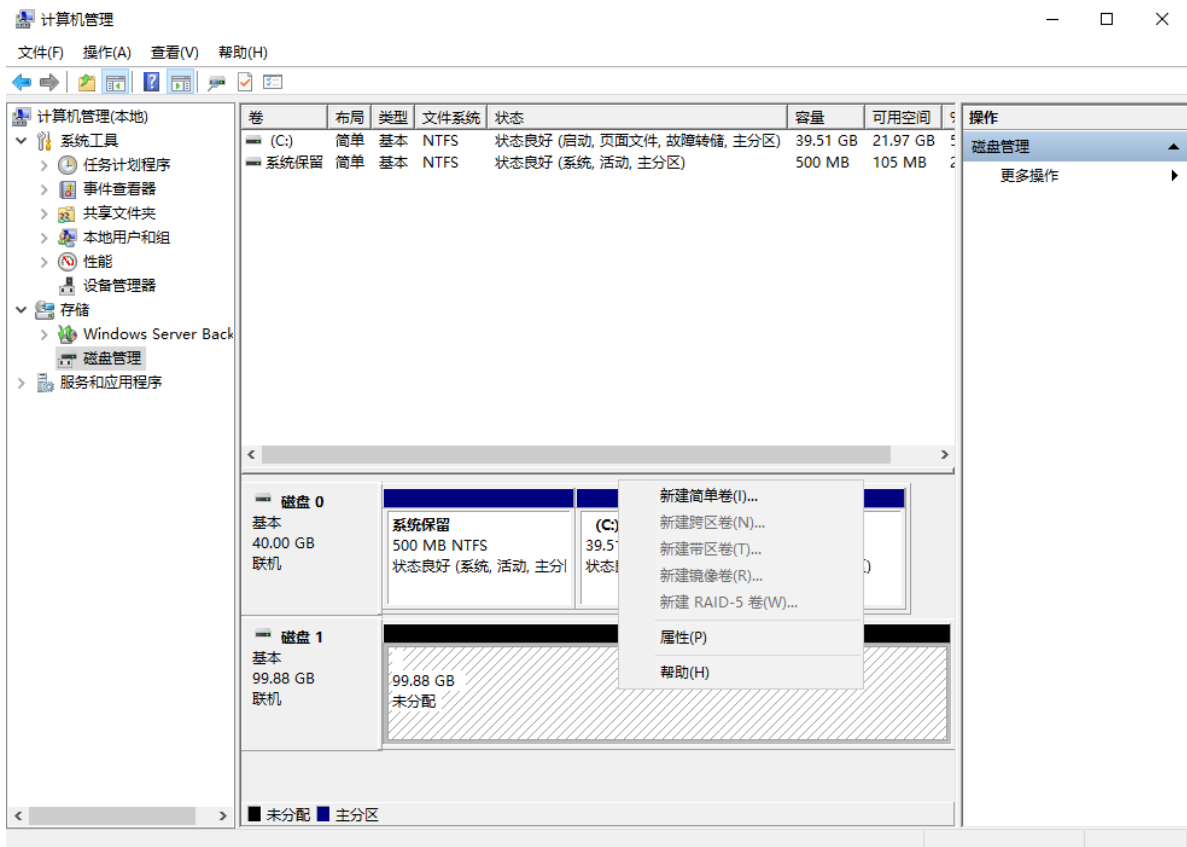 计算机管理
文件(F) 操作(A) 查看(V) 帮助(H)
计算机管理(本地)
系统工具
任务计划程序
事件查看器
共享文件夹
本地用户和组
性能
设备管理器
存储
Windows Server Back
磁盘管理
服务和应用程序
卷 布局 类型 文件系统 状态 容量 可用空间
(C:) 简单 基本 NTFS 状态良好 (启动, 页面文件, 故障转储, 主分区) 39.51 GB 21.97 GB
系统保留 简单 基本 NTFS 状态良好 (系统, 活动, 主分区) 500 MB 105 MB
磁盘 0
基本
40.00 GB
联机
系统保留
500 MB NTFS
状态良好 (系统, 活动, 主分
(C:)
39.5
状态
新建简单卷(I)...
新建跨区卷(N)...
新建带区卷(T)...
新建镜像卷(R)...
新建 RAID-5 卷(W)...
属性(P)
帮助(H)
磁盘 1
基本
99.88 GB
联机
99.88 GB
未分配
未分配 主分区
操作
磁盘管理
更多操作